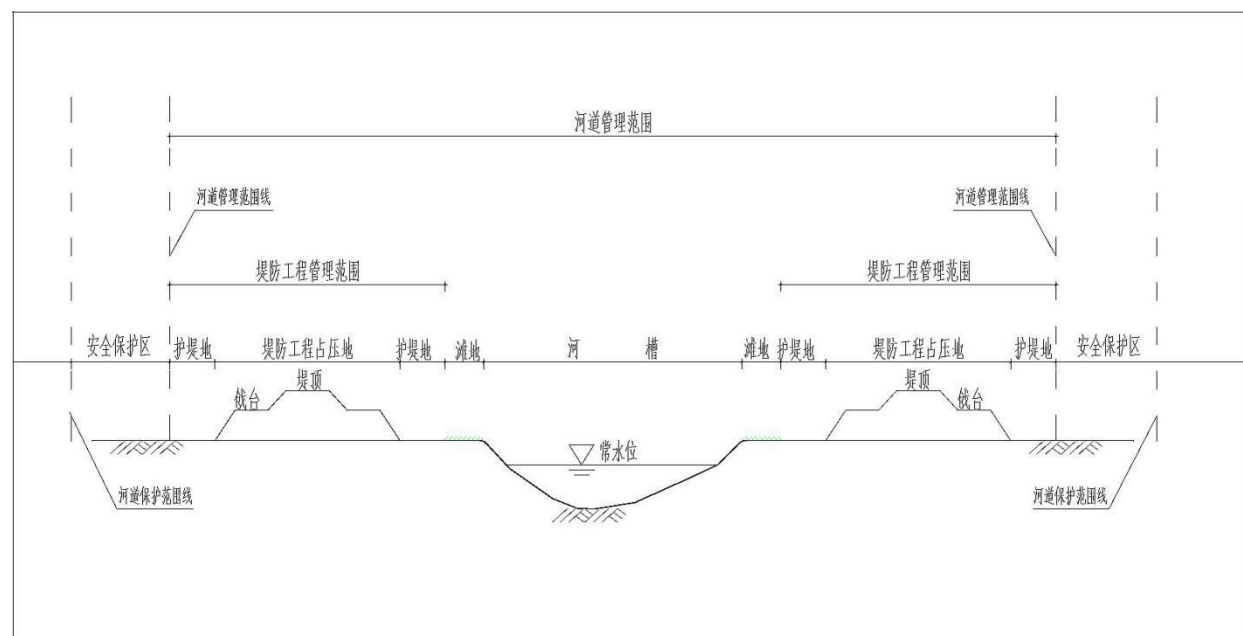 河道管理范围
河道管理范围线
河道管理范围线
堤防工程管理范围
堤防工程管理范围
安全保护区
护堤地
堤防工程占压地
护堤地
滩地
河 槽
滩地
护堤地
堤防工程占压地
护堤地
安全保护区
堤顶
堤顶
戗台
戗台
常水位
河道保护范围线
河道保护范围线